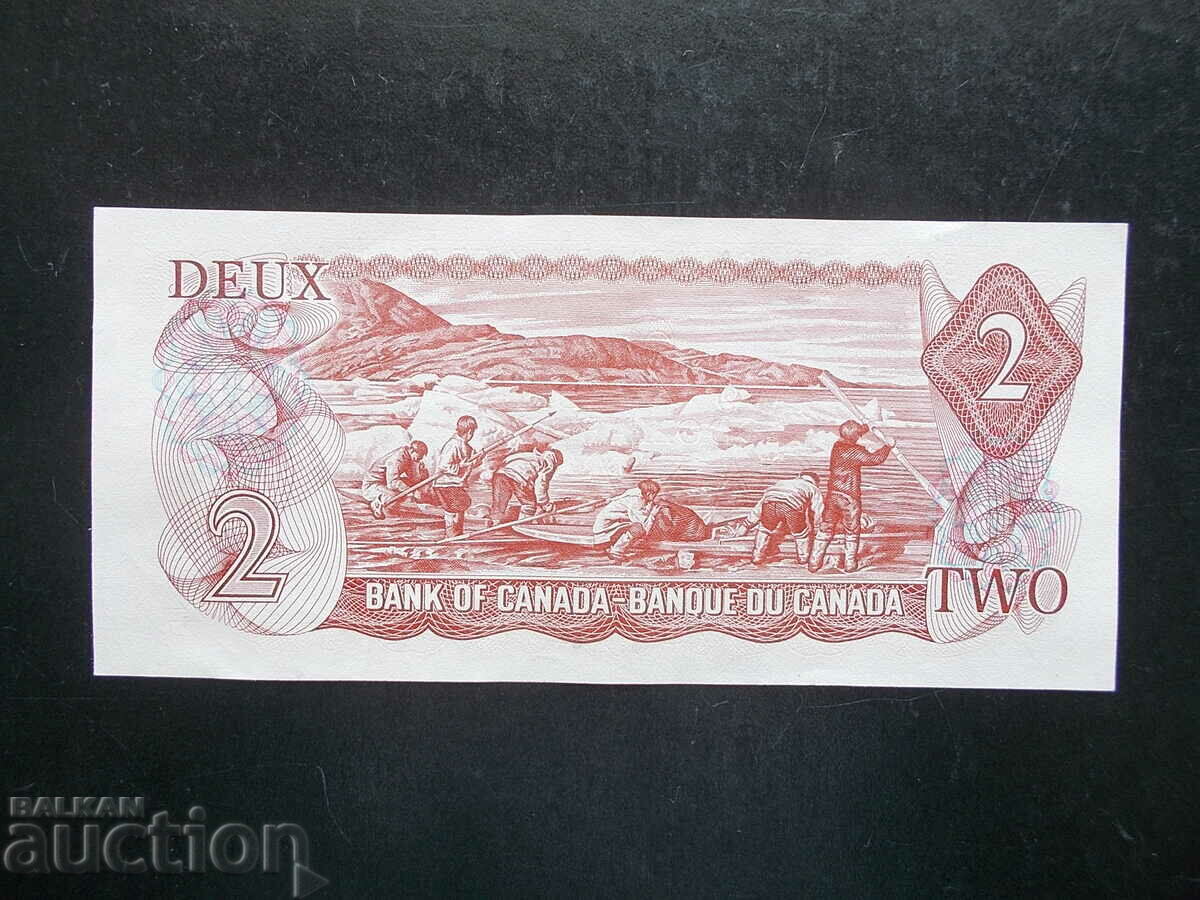 DEUX
2
2
BANK OF CANADA-BANQUE DU CANADA
TWO
BALKAN
auction